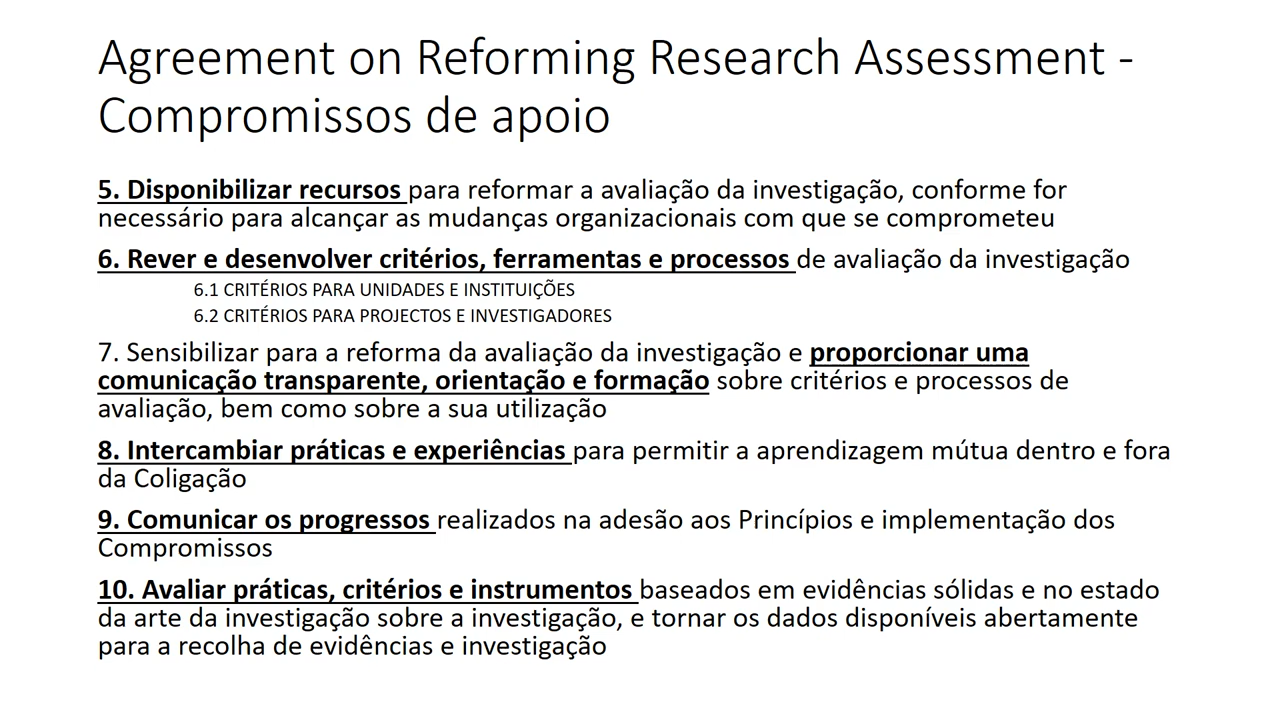 Agreement on Reforming Research Assessment -
Compromissos de apoio
5. Disponibilizar recursos para reformar a avaliação da investigação, conforme for
necessário para alcançar as mudanças organizacionais com que se comprometeu
6. Rever e desenvolver critérios, ferramentas e processos de avaliação da investigação
6.1 CRITÉRIOS PARA UNIDADES E INSTITUIÇÕES
6.2 CRITÉRIOS PARA PROJECTOS E INVESTIGADORES
7. Sensibilizar para a reforma da avaliação da investigação e proporcionar uma
comunicação transparente, orientação e formação sobre critérios e processos de
avaliação, bem como sobre a sua utilização
8. Intercambiar práticas e experiências para permitir a aprendizagem mútua dentro e fora
da Coligação
9. Comunicar os progressos realizados na adesão aos Princípios e implementação dos
Compromissos
10. Avaliar práticas, critérios e instrumentos baseados em evidências sólidas e no estado
da arte da investigação sobre a investigação, e tornar os dados disponíveis abertamente
para a recolha de evidências e investigação